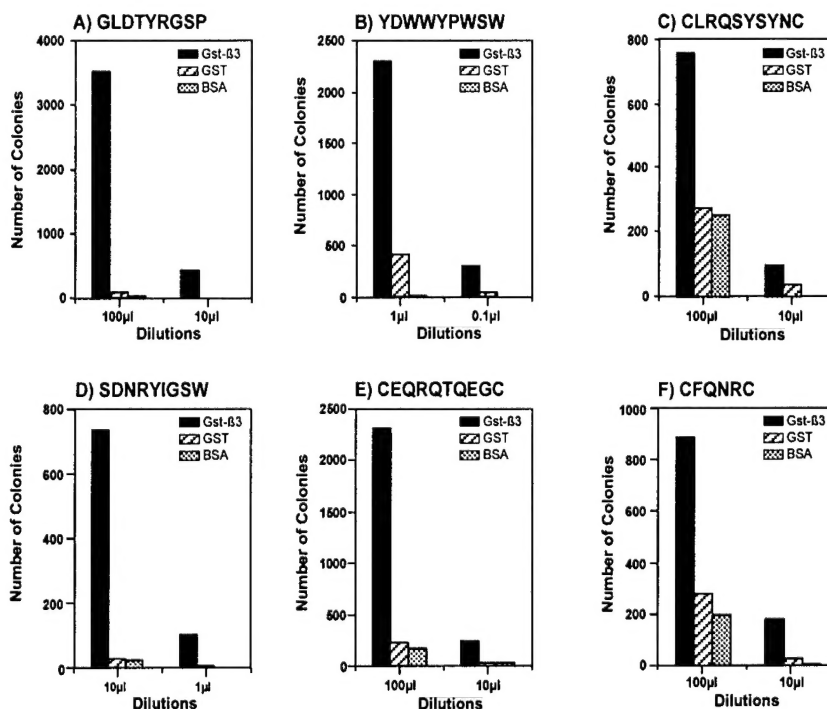 A) GLDTYRGSP
Number of Colonies
4000
3000
2000
1000
0
Gst-ß3
GST
BSA
100µl
10µl
Dilutions
B) YDWWYPWSW
Number of Colonies
2500
2000
1500
1000
500
0
Gst-ß3
GST
BSA
1µl
0.1µl
Dilutions
C) CLRQSYSYNC
Number of Colonies
800
600
400
200
0
Gst-ß3
GST
BSA
100µl
10µl
Dilutions
D) SDNRYIGSW
Number of Colonies
800
600
400
200
0
Gst-ß3
GST
BSA
10µl
1µl
Dilutions
E) CEQRQTQEGC
Number of Colonies
2500
2000
1500
1000
500
0
Gst-ß3
GST
BSA
100µl
10µl
Dilutions
F) CFQNRC
Number of Colonies
1000
800
600
400
200
0
Gst-ß3
GST
BSA
100µl
10µl
Dilutions